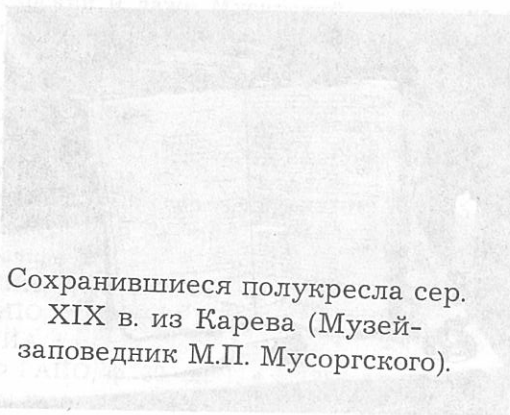 Сохранившиеся полукресла сер.
XIX в. из Карева (Музей-
заповедник М.П. Мусоргского).